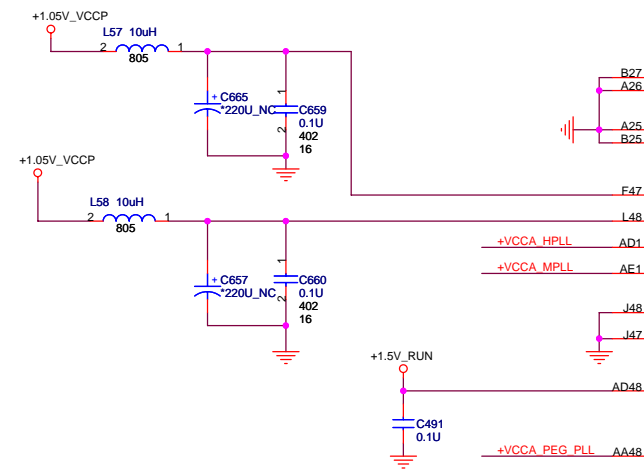 +1.05V_VCCP
L57 10uH
2
1
805
+ C665
*220U_NC
1
2
C659
0.1U
402
16
B27
A26
A25
B25
+1.05V_VCCP
F47
L58 10uH
2
1
805
L48
+VCCA_HPLL
AD1
+VCCA_MPLL
AE1
+ C657
*220U_NC
1
2
C660
0.1U
402
16
J48
J47
+1.5V_RUN
AD48
C491
0.1U
+VCCA_PEG_PLL
AA48